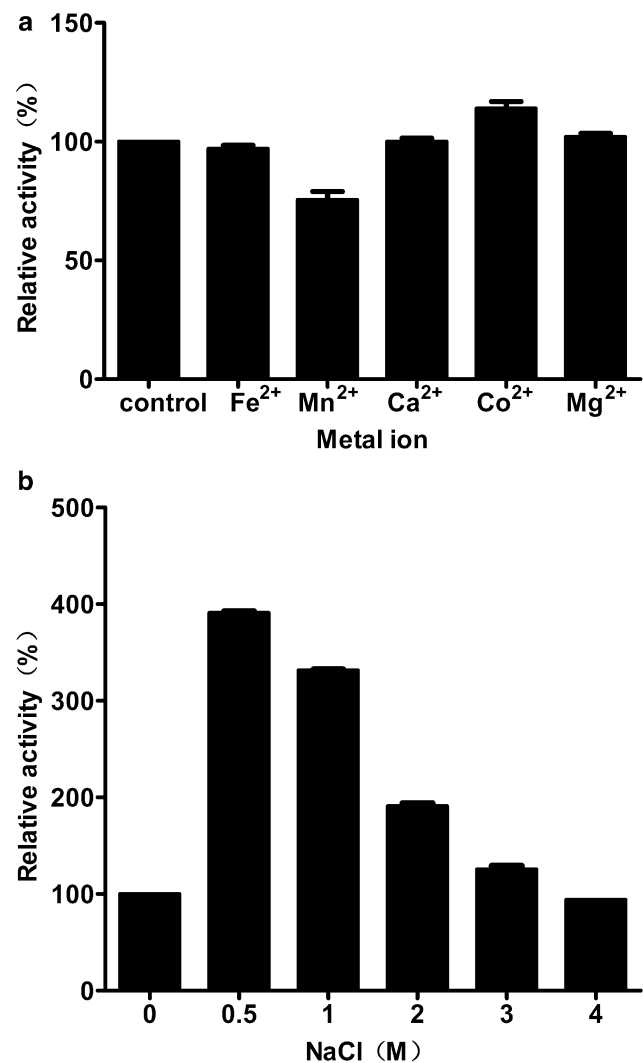 a
150
100
50
0
Relative activity（%）
control Fe²⁺ Mn²⁺ Ca²⁺ Co²⁺ Mg²⁺
Metal ion
b
500
400
300
200
100
0
Relative activity（%）
0 0.5 1 2 3 4
NaCl（M）